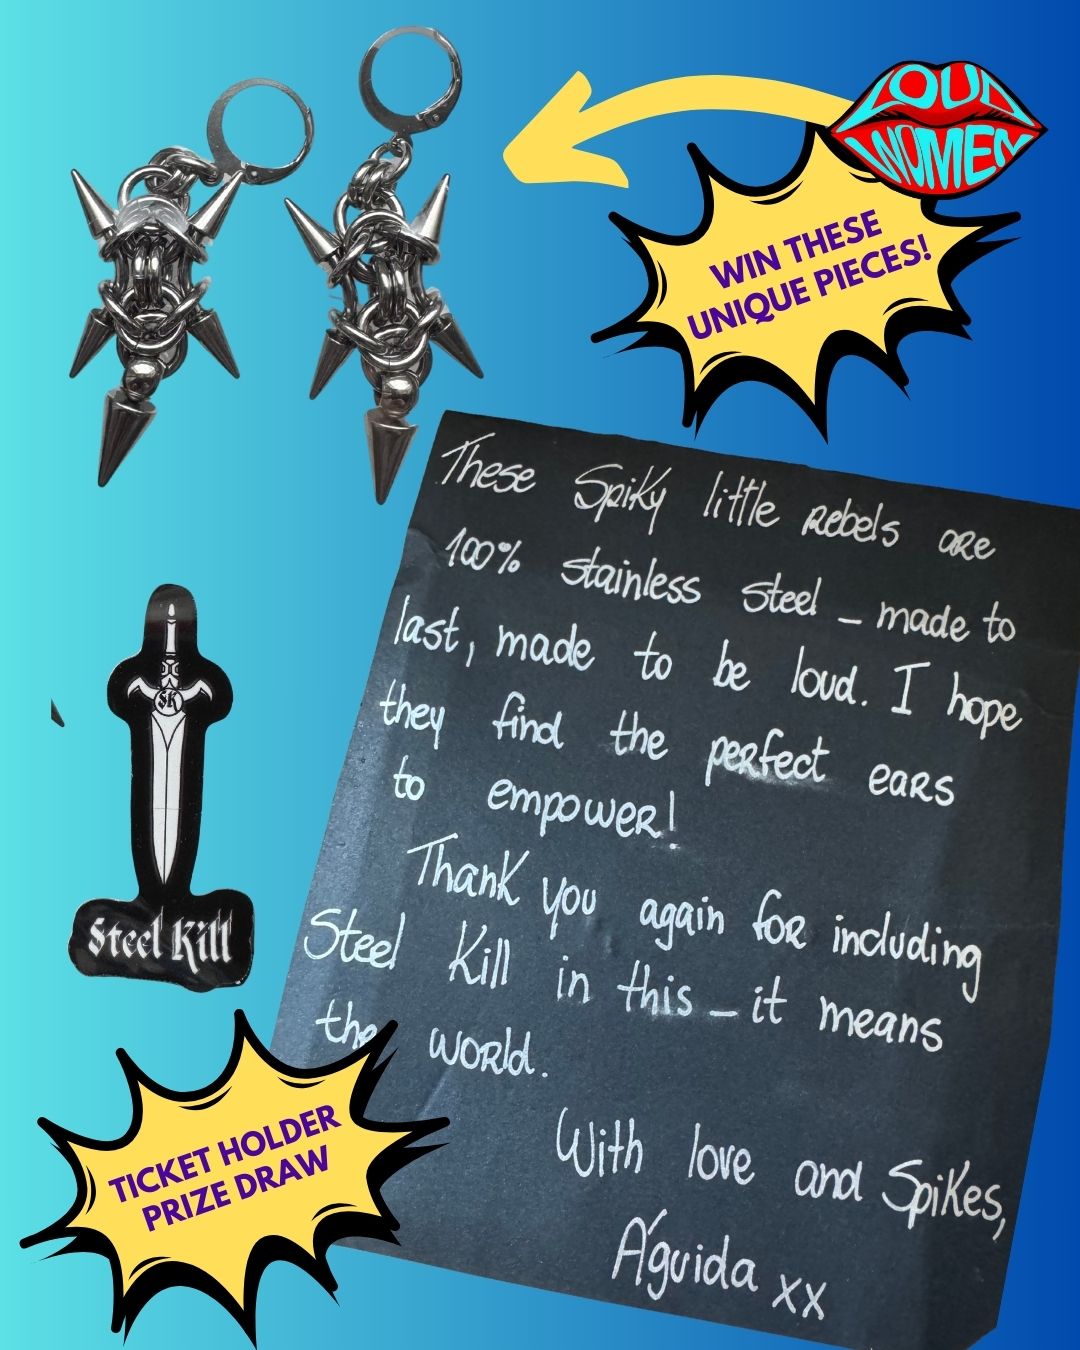 LOUD
WOMEN
WIN THESE
UNIQUE PIECES!
These Spiky little rebels are
100% stainless steel _ made to
last, made to be loud. I hope
they find the perfect ears
to empower!
Thank you again for including
Steel Kill in this _ it means
the world.
With love and Spikes,
Águida xx
SK
Steel Kill
TICKET HOLDER
PRIZE DRAW